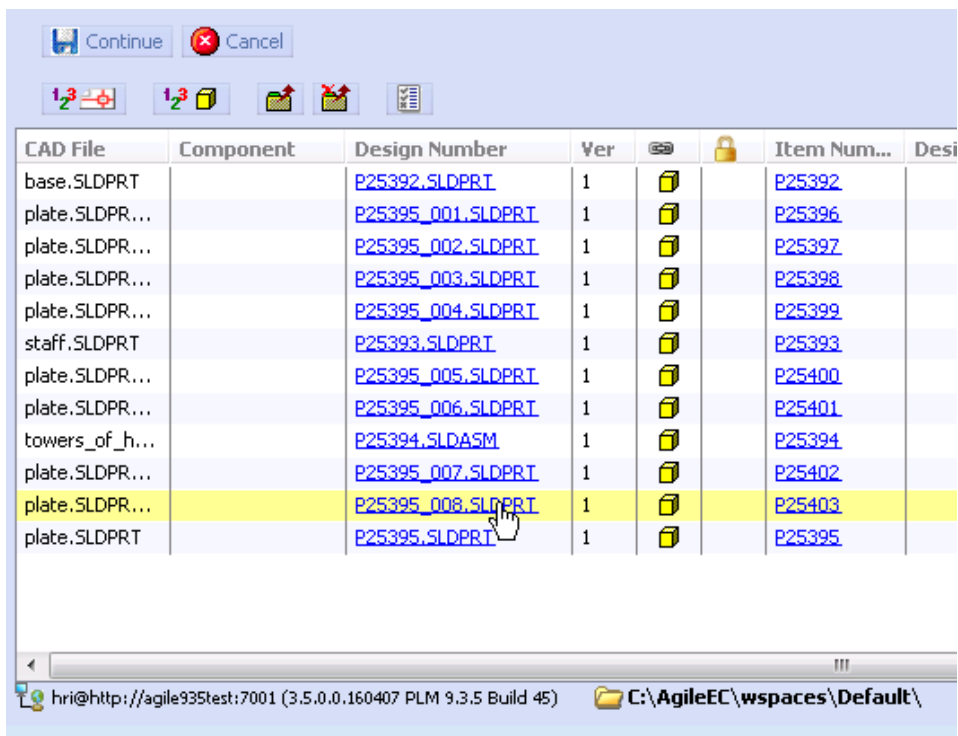 Continue Cancel
123 123
CAD File Component Design Number Ver Item Num... Desi
base.SLDPRT P25392.SLDPRT 1 P25392
plate.SLDPR... P25395_001.SLDPRT 1 P25396
plate.SLDPR... P25395_002.SLDPRT 1 P25397
plate.SLDPR... P25395_003.SLDPRT 1 P25398
plate.SLDPR... P25395_004.SLDPRT 1 P25399
staff.SLDPRT P25393.SLDPRT 1 P25393
plate.SLDPR... P25395_005.SLDPRT 1 P25400
plate.SLDPR... P25395_006.SLDPRT 1 P25401
towers_of_h... P25394.SLDASM 1 P25394
plate.SLDPR... P25395_007.SLDPRT 1 P25402
plate.SLDPR... P25395_008.SLDPRT 1 P25403
plate.SLDPRT P25395.SLDPRT 1 P25395
hri@http://agile935test:7001 (3.5.0.0.160407 PLM 9.3.5 Build 45) C:\AgileEC\wspaces\Default\